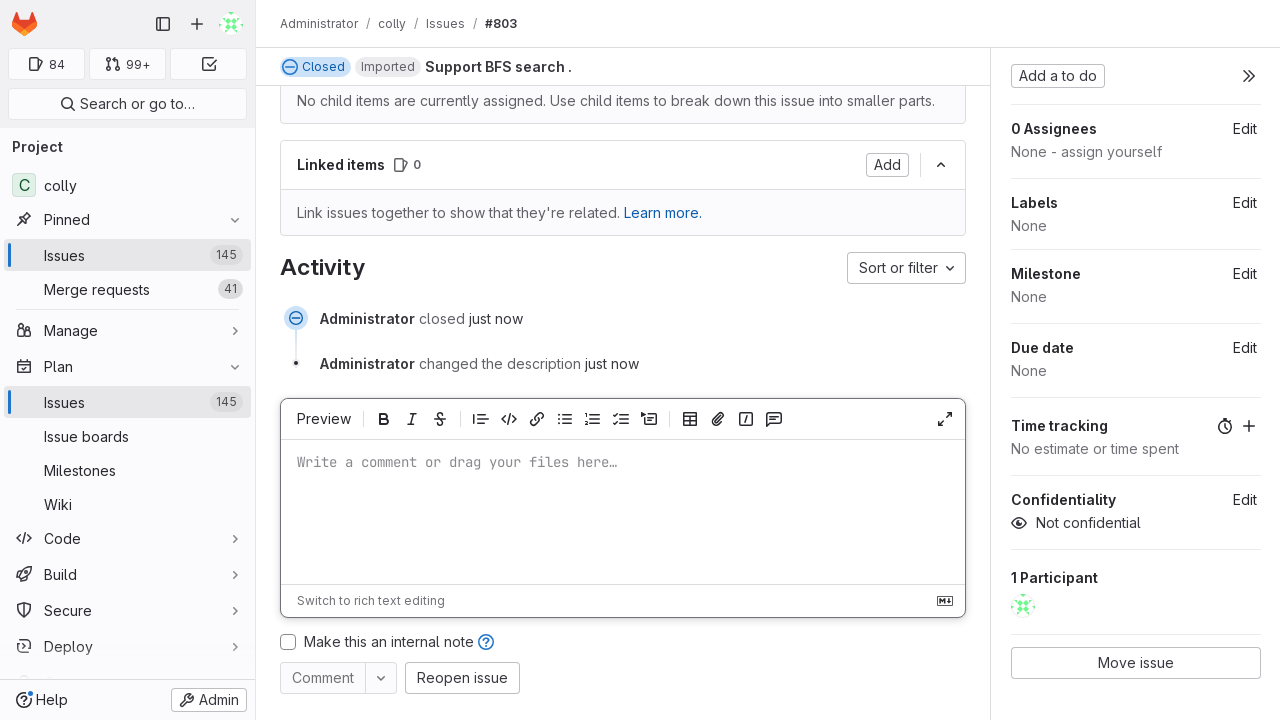 84
99+
Search or go to…
Project
C colly
Pinned
Issues 145
Merge requests 41
Manage
Plan
Issues 145
Issue boards
Milestones
Wiki
Code
Build
Secure
Deploy
Help
Admin
Administrator / colly / Issues / #803
Closed Imported Support BFS search .
No child items are currently assigned. Use child items to break down this issue into smaller parts.
Linked items 0 Add
Link issues together to show that they're related. Learn more.
Activity
Sort or filter
Administrator closed just now
Administrator changed the description just now
Preview
Write a comment or drag your files here…
Switch to rich text editing
Make this an internal note
Comment
Reopen issue
Add a to do
0 Assignees Edit
None - assign yourself
Labels Edit
None
Milestone Edit
None
Due date Edit
None
Time tracking
No estimate or time spent
Confidentiality Edit
Not confidential
1 Participant
Move issue